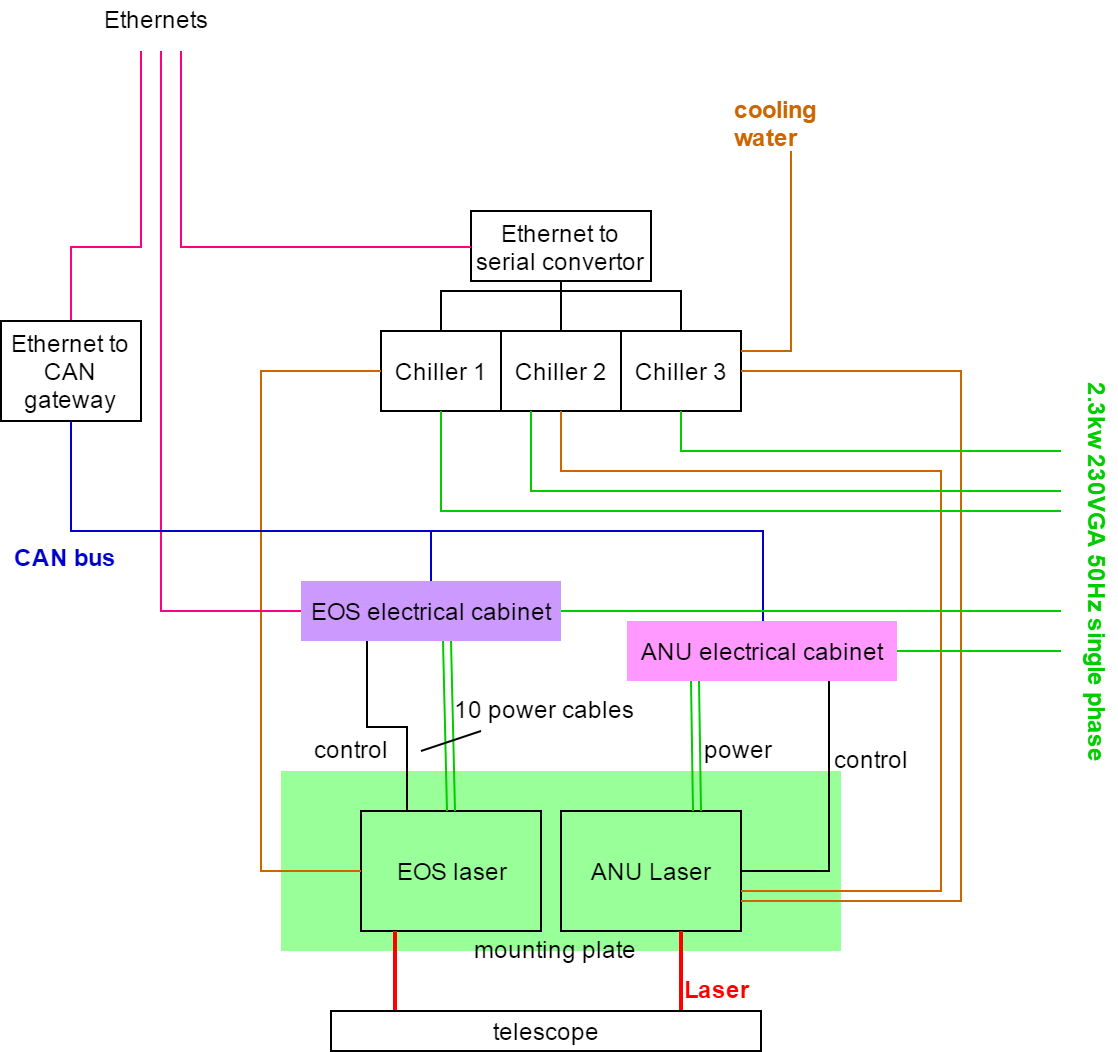 Ethernets
cooling
water
Ethernet to
serial convertor
Ethernet to
CAN
gateway
Chiller 1
Chiller 2
Chiller 3
2.3kw 230VGA 50Hz single phase
CAN bus
EOS electrical cabinet
ANU electrical cabinet
10 power cables
control
power
control
EOS laser
ANU Laser
mounting plate
Laser
telescope